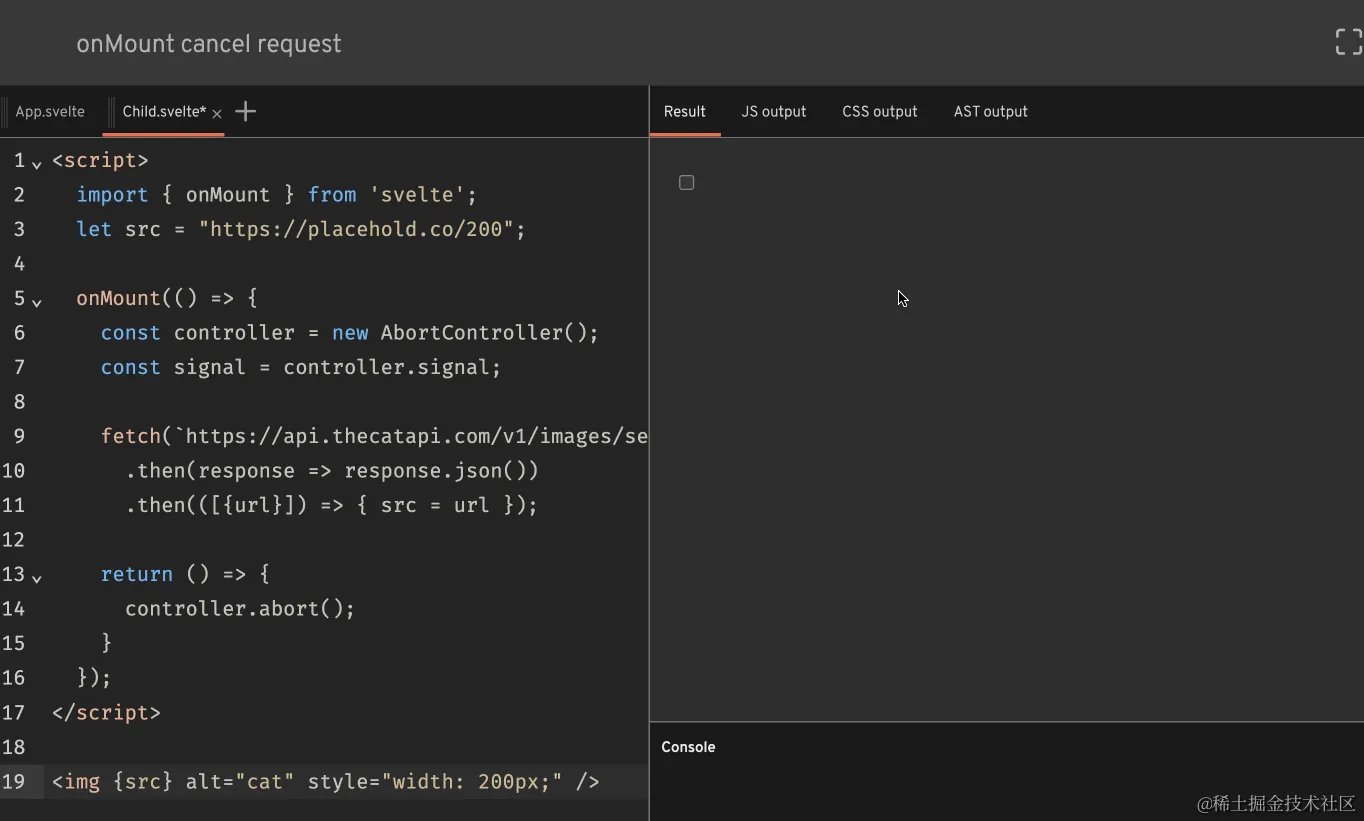 onMount cancel request
App.svelte Child.svelte* × +
Result JS output CSS output AST output
1 <script>
2 import { onMount } from 'svelte';
3 let src = "https://placehold.co/200";
4
5 onMount(() => {
6 const controller = new AbortController();
7 const signal = controller.signal;
8
9 fetch(`https://api.thecatapi.com/v1/images/se
10 .then(response => response.json())
11 .then(([{url}]) => { src = url });
12
13 return () => {
14 controller.abort();
15 }
16 });
17 </script>
18
19 <img {src} alt="cat" style="width: 200px;" />
Console
@稀土掘金技术社区